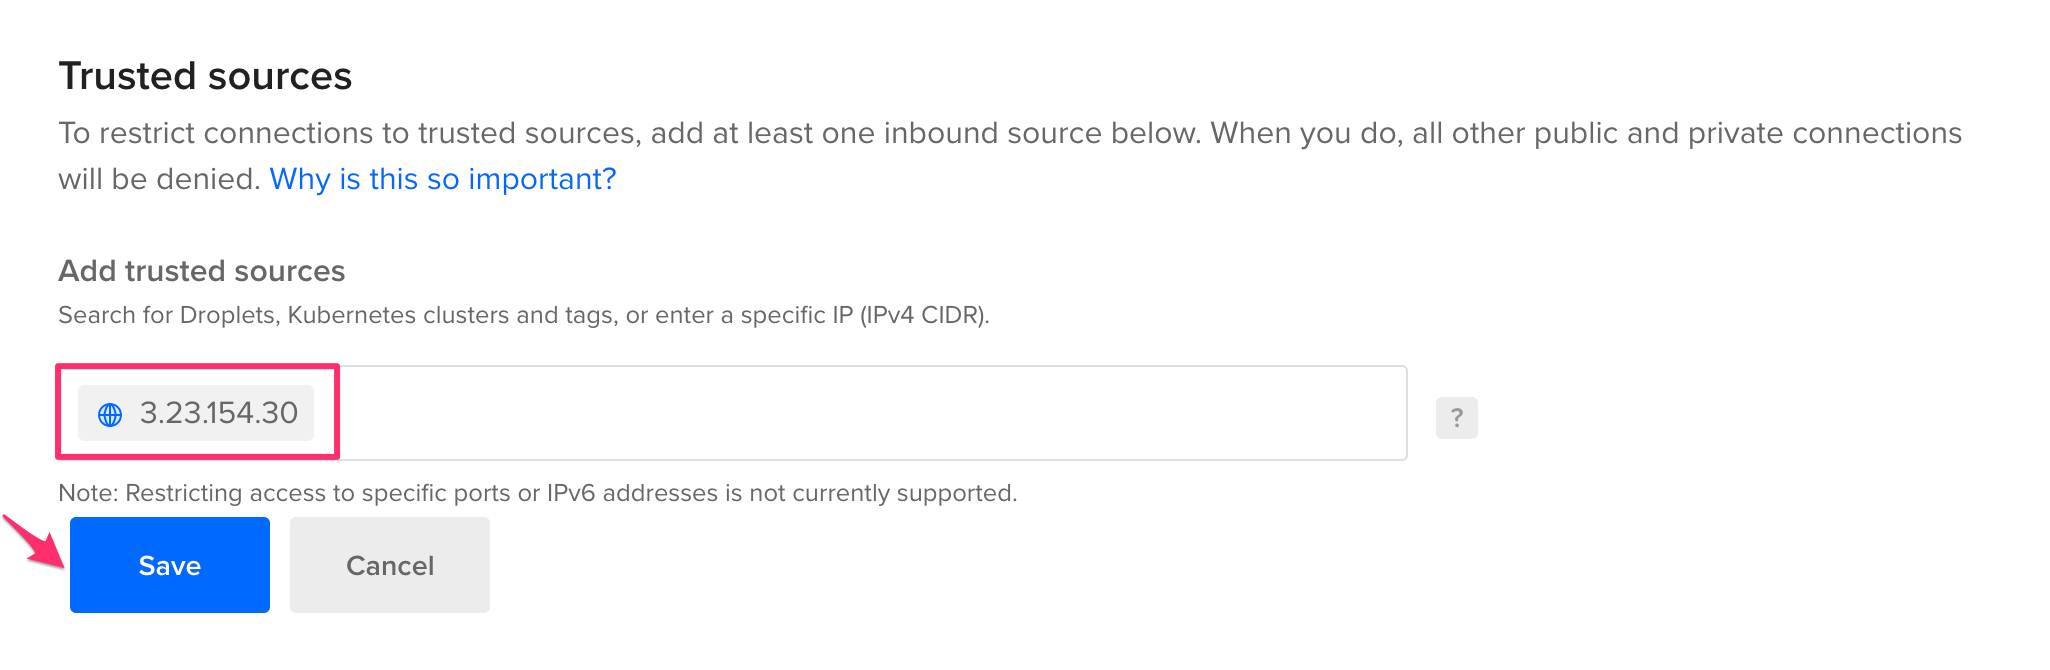 Trusted sources
To restrict connections to trusted sources, add at least one inbound source below. When you do, all other public and private connections
will be denied. Why is this so important?
Add trusted sources
Search for Droplets, Kubernetes clusters and tags, or enter a specific IP (IPv4 CIDR).
3.23.154.30
?
Note: Restricting access to specific ports or IPv6 addresses is not currently supported.
Save Cancel